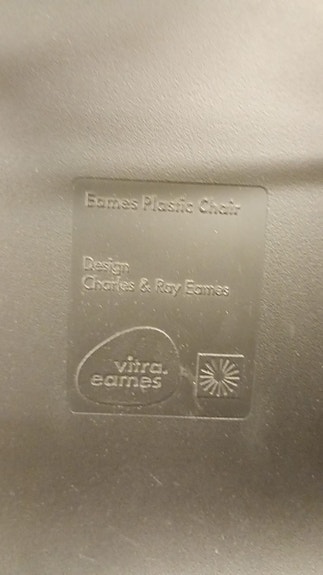 Eames Plastic Chair
Design
Charles & Ray Eames
vitra.
eames